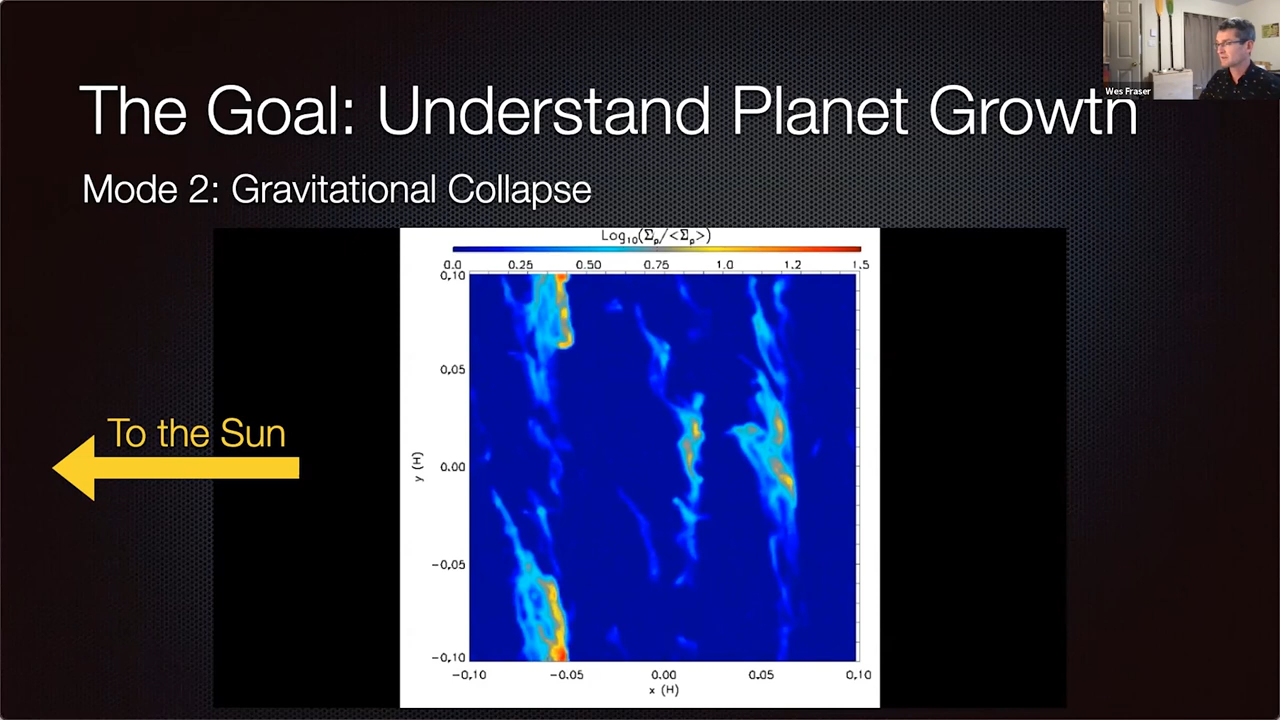 The Goal: Understand Planet Growth
Wes Fraser
Mode 2: Gravitational Collapse
Log₁₀(Σₚ/<Σₚ>)
0.0 0.25 0.50 0.75 1.0 1.2 1.5
0.10
0.05
To the Sun
y (H)
0.00
−0.05
−0.10
−0.10 −0.05 0.00 0.05 0.10
x (H)